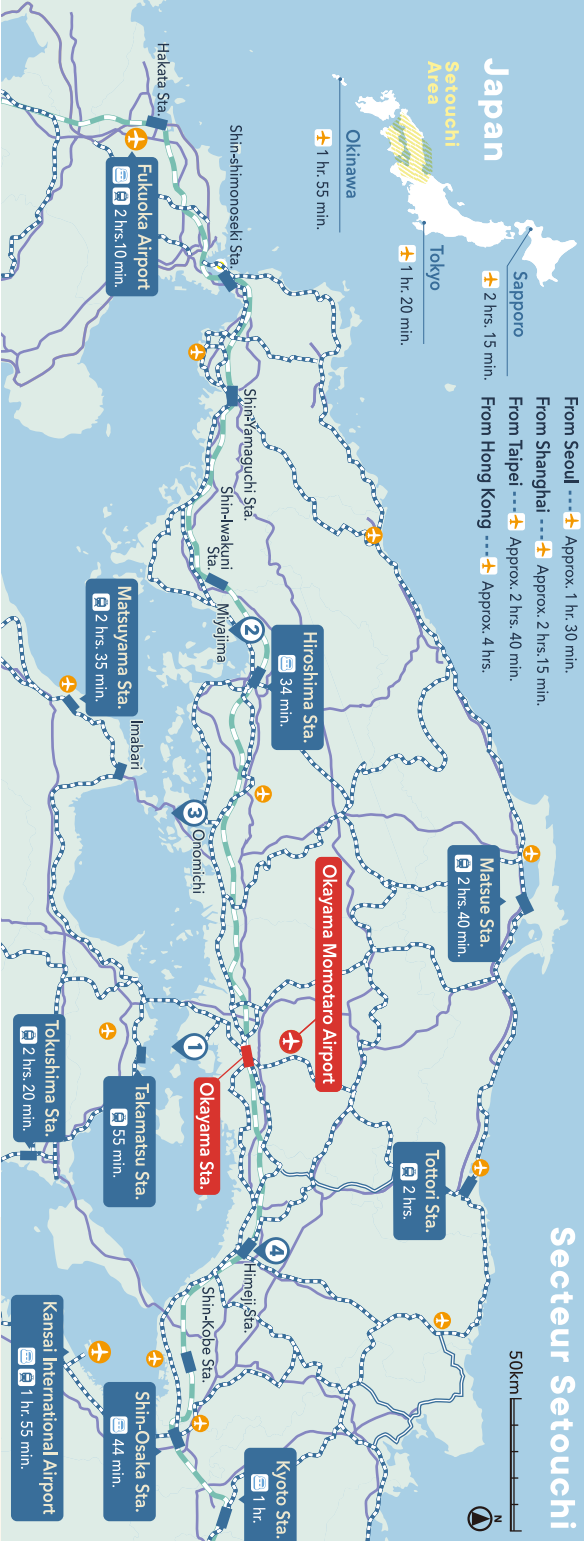 Secteur Setouchi
Japan
Setouchi
Area
Okinawa
1 hr. 55 min.
Tokyo
1 hr. 20 min.
Sapporo
2 hrs. 15 min.
From Seoul --- Approx. 1 hr. 30 min.
From Shanghai --- Approx. 2 hrs.15 min.
From Taipei --- Approx. 2 hrs. 40 min.
From Hong Kong --- Approx. 4 hrs.
50km
N
Hakata Sta.
Fukuoka Airport
2 hrs.10 min.
Shin-shimonoseki Sta.
Shin-Yamaguchi Sta.
Shin-Iwakuni
Sta.
Miyajima
2
Hiroshima Sta.
34 min.
Matsuyama Sta.
2 hrs. 35 min.
Imabari
3
Onomichi
Matsue Sta.
2 hrs. 40 min.
Okayama Momotaro Airport
Okayama Sta.
1
Takamatsu Sta.
55 min.
Tokushima Sta.
2 hrs. 20 min.
Tottori Sta.
2 hrs.
4
Himeji Sta.
Shin-Kobe Sta.
Kansai International Airport
1 hr. 55 min.
Shin-Osaka Sta.
44 min.
Kyoto Sta.
1 hr.